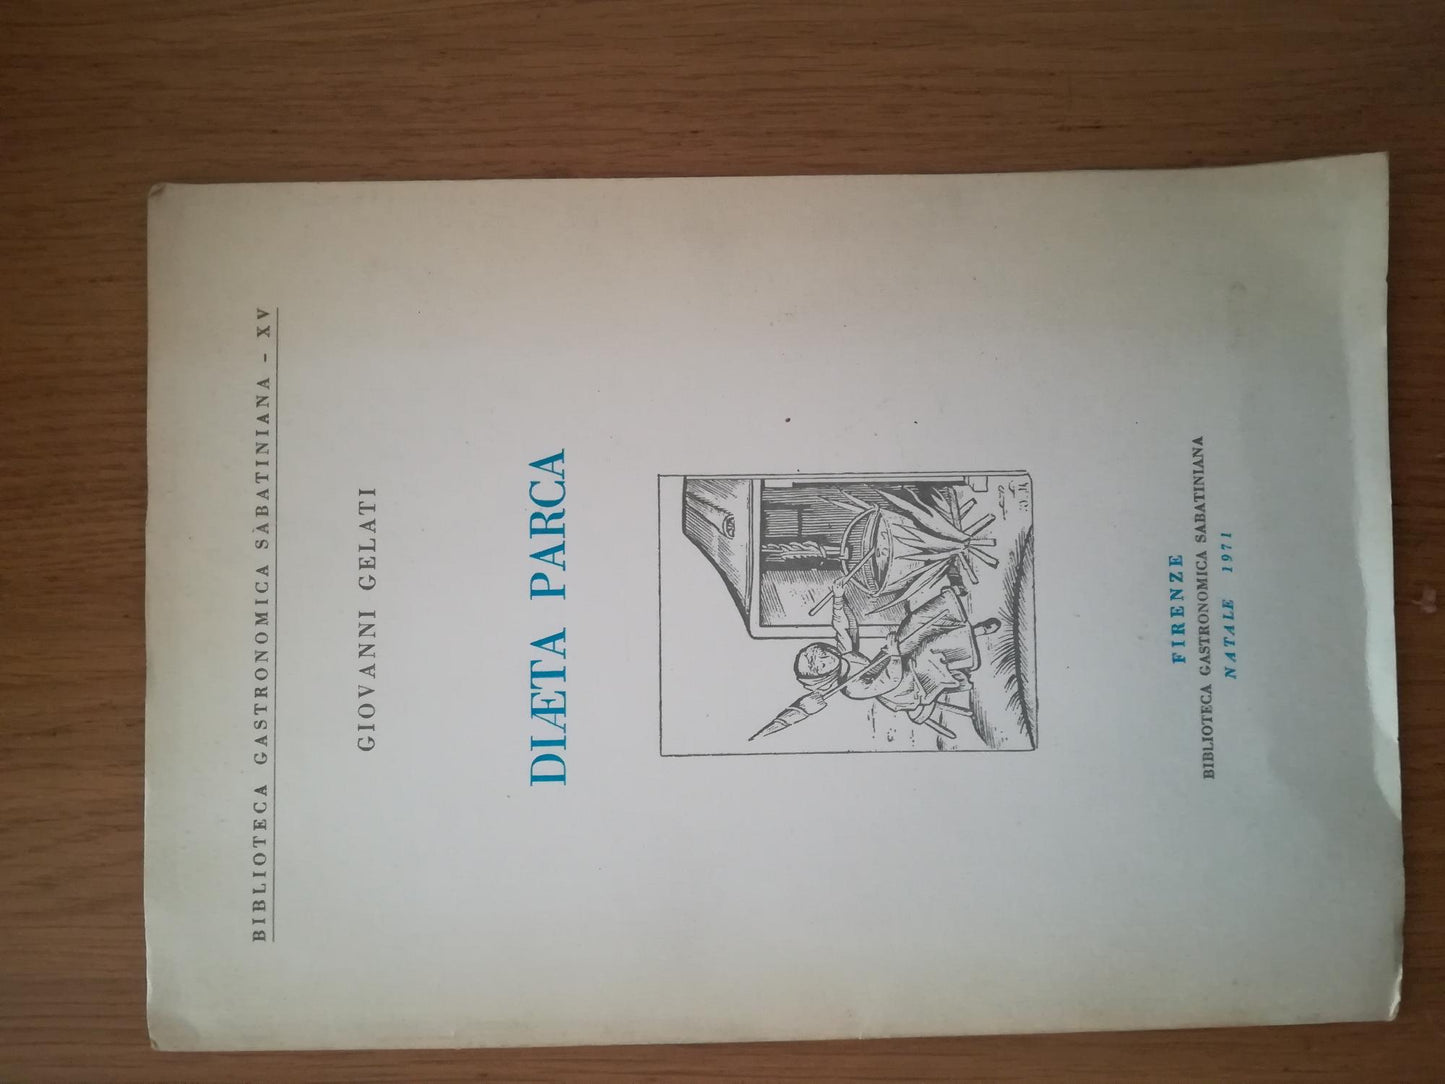 BIBLIOTECA GASTRONOMICA SABATINIANA - XV
GIOVANNI GELATI
DIÆTA PARCA
FIRENZE
BIBLIOTECA GASTRONOMICA SABATINIANA
NATALE 1971